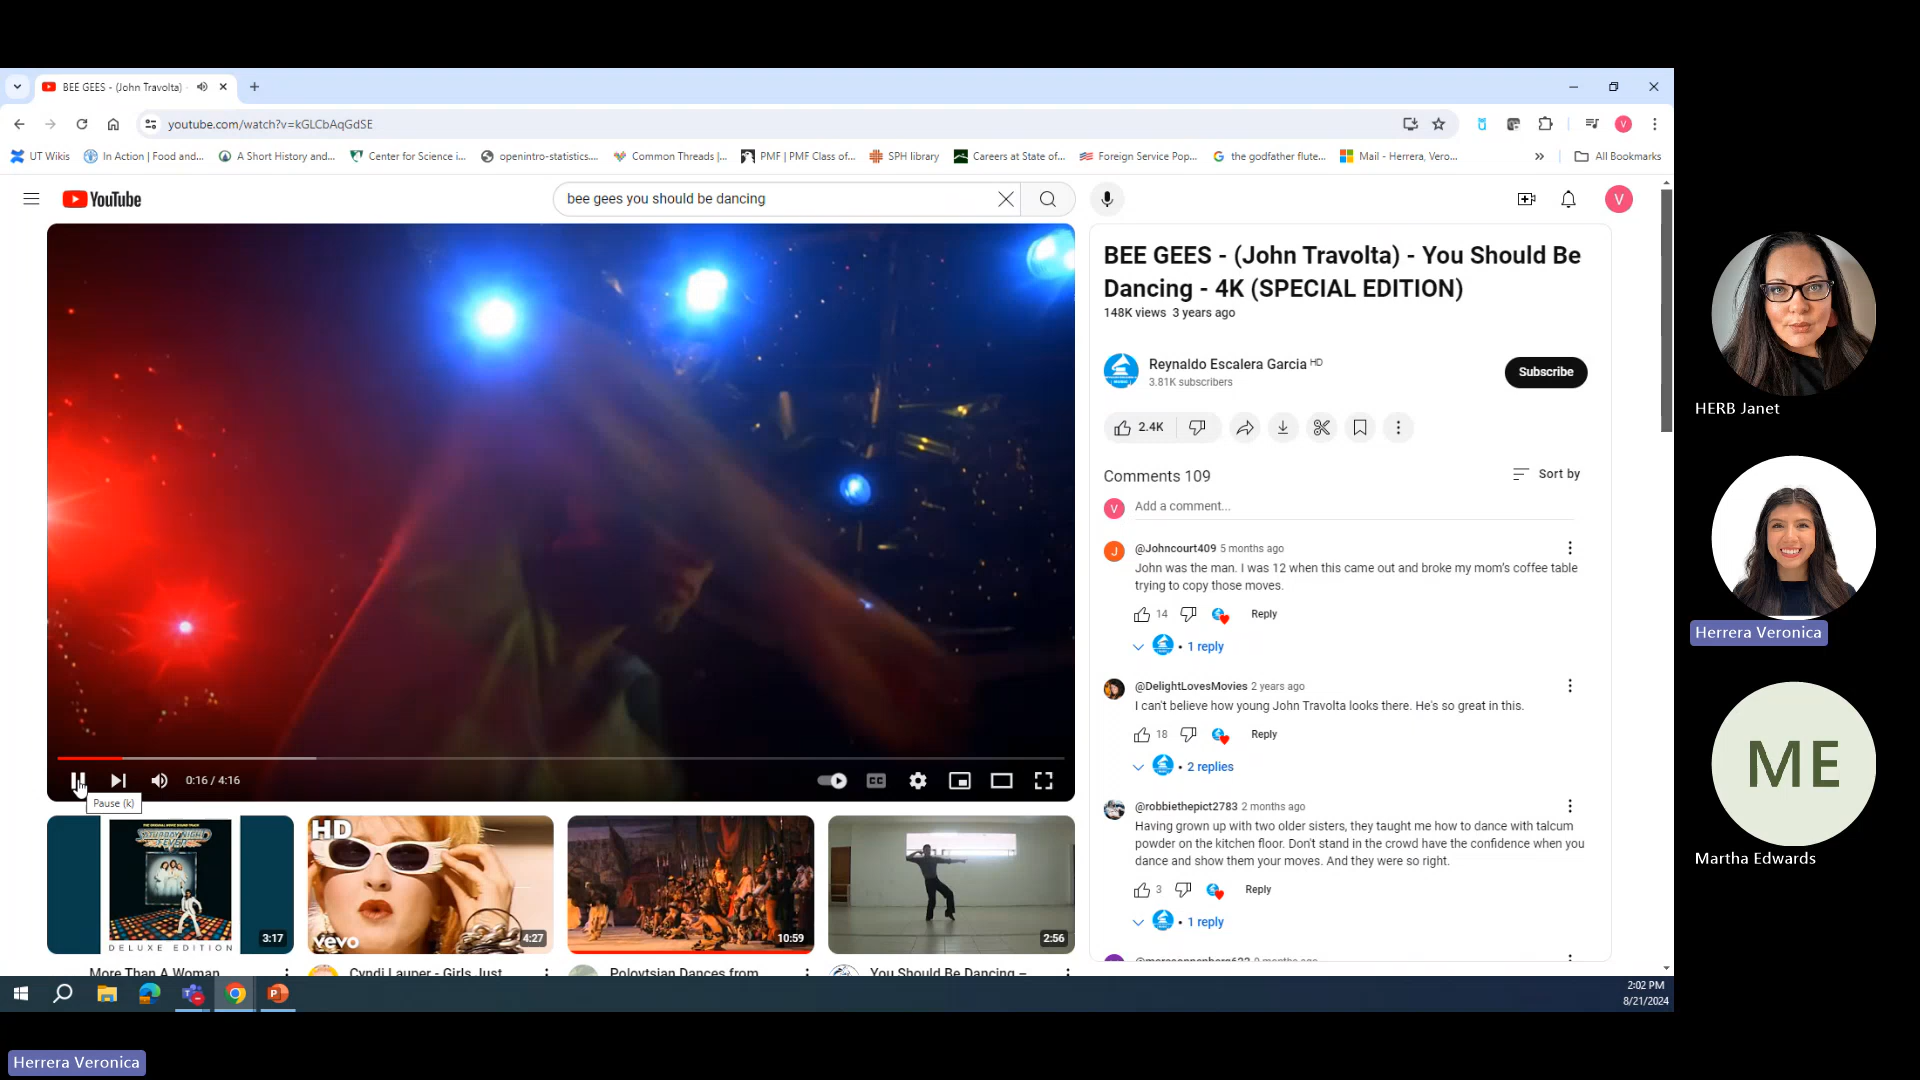 BEE GEES - (John Travolta)
youtube.com/watch?v=kGLCbAqGdSE
UT Wikis
In Action | Food and...
A Short History and...
Center for Science i...
openintro-statistics....
Common Threads |...
PMF | PMF Class of...
SPH library
Careers at State of...
Foreign Service Pop...
the godfather flute...
Mail - Herrera, Vero...
»
All Bookmarks
YouTube
bee gees you should be dancing
V
BEE GEES - (John Travolta) - You Should Be
Dancing - 4K (SPECIAL EDITION)
148K views 3 years ago
Reynaldo Escalera Garcia HD
3.81K subscribers
Subscribe
2.4K
Comments 109
Sort by
V
Add a comment...
J
@Johncourt409 5 months ago
John was the man. I was 12 when this came out and broke my mom's coffee table
trying to copy those moves.
14
Reply
• 1 reply
@DelightLovesMovies 2 years ago
I can't believe how young John Travolta looks there. He's so great in this.
18
Reply
• 2 replies
@robbiethepict2783 2 months ago
Having grown up with two older sisters, they taught me how to dance with talcum
powder on the kitchen floor. Don't stand in the crowd have the confidence when you
dance and show them your moves. And they were so right.
3
Reply
• 1 reply
0:16 / 4:16
CC
Pause (k)
SATURDAY NIGHT
FEVER
DELUXE EDITION
3:17
HD
vevo
4:27
10:59
2:56
More Than A Woman
Cyndi Lauper - Girls Just
Polovtsian Dances from
You Should Be Dancing –
2:02 PM
8/21/2024
HERB Janet
Herrera Veronica
ME
Martha Edwards
Herrera Veronica